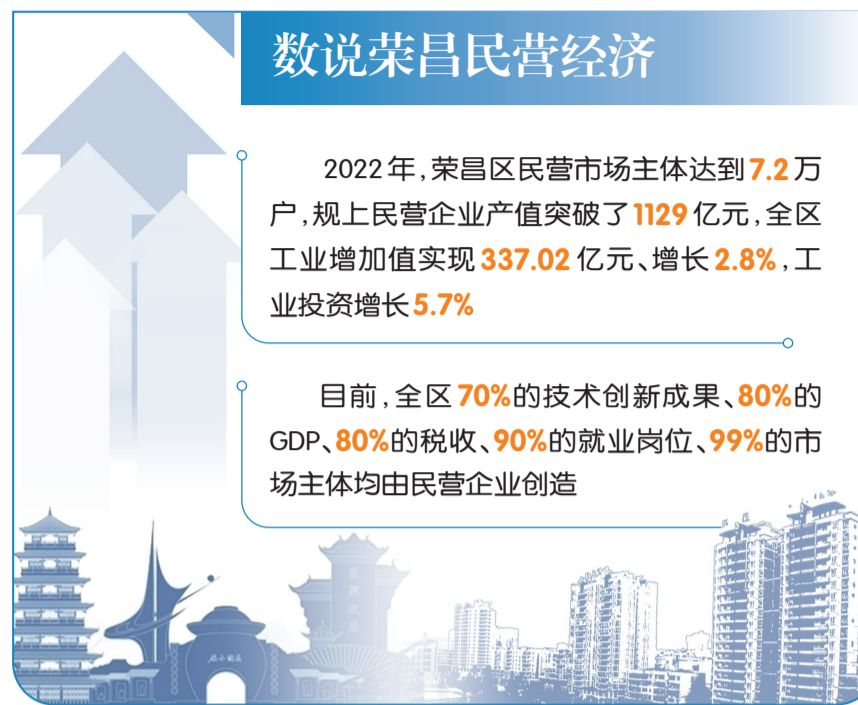 数说荣昌民营经济
2022年,荣昌区民营市场主体达到7.2万
户,规上民营企业产值突破了1129亿元,全区
工业增加值实现337.02亿元、增长2.8%,工
业投资增长5.7%
目前,全区70%的技术创新成果、80%的
GDP、80%的税收、90%的就业岗位、99%的市
场主体均由民营企业创造